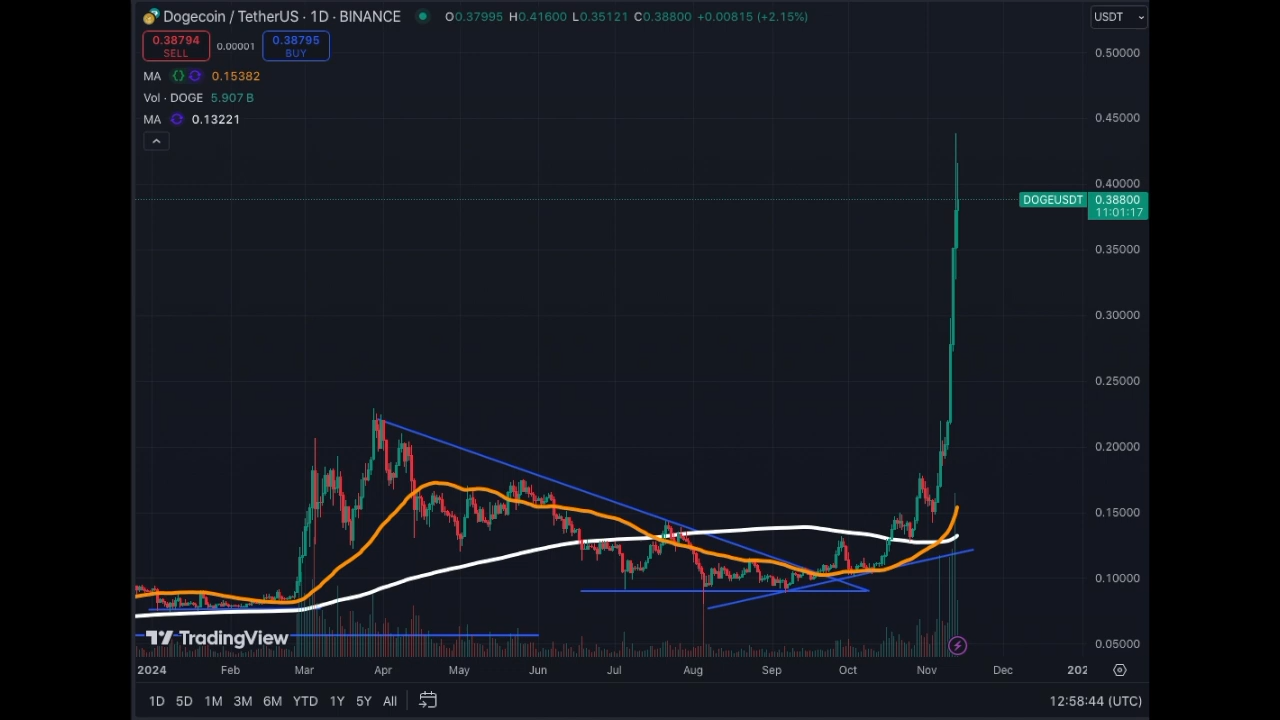 Dogecoin / TetherUS · 1D · BINANCE O0.37995 H0.41600 L0.35121 C0.38800 +0.00815 (+2.15%) USDT
0.38794 SELL 0.00001 0.38795 BUY
MA 0.15382
Vol · DOGE 5.907 B
MA 0.13221
0.50000
0.45000
0.40000
DOGEUSDT 0.38800
11:01:17
0.35000
0.30000
0.25000
0.20000
0.15000
0.10000
0.05000
TradingView
2024 Feb Mar Apr May Jun Jul Aug Sep Oct Nov Dec 202
1D 5D 1M 3M 6M YTD 1Y 5Y All 12:58:44 (UTC)